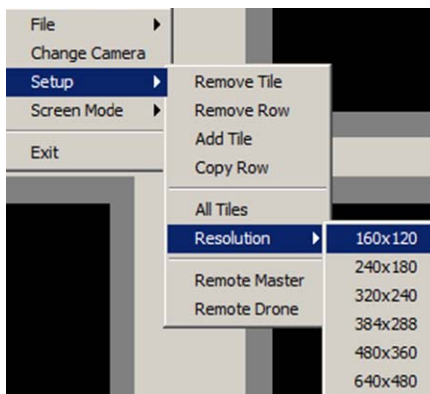 File
Change Camera
Setup
Screen Mode
Exit
Remove Tile
Remove Row
Add Tile
Copy Row
All Tiles
Resolution
Remote Master
Remote Drone
160x120
240x180
320x240
384x288
480x360
640x480